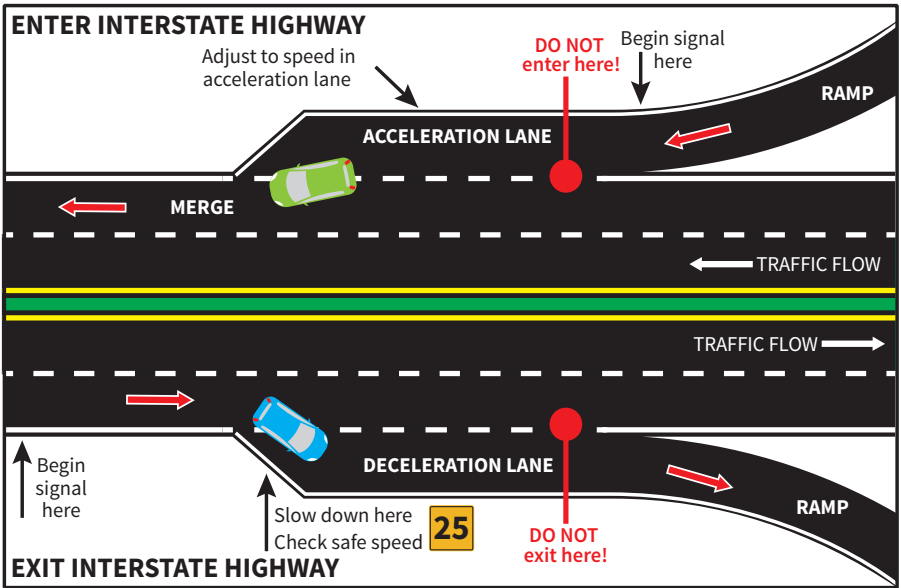 ENTER INTERSTATE HIGHWAY
Adjust to speed in
acceleration lane
DO NOT
enter here!
Begin signal
here
RAMP
ACCELERATION LANE
MERGE
TRAFFIC FLOW
TRAFFIC FLOW
Begin
signal
here
DECELERATION LANE
Slow down here
Check safe speed
25
DO NOT
exit here!
RAMP
EXIT INTERSTATE HIGHWAY